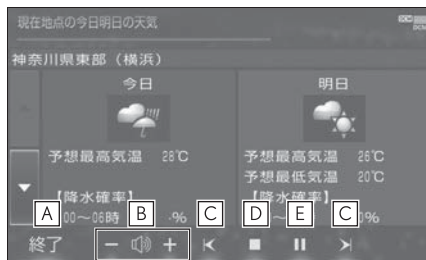 現在地点の今日明日の天気
神奈川県東部（横浜）
今日 明日
予想最高気温 28℃ 予想最高気温 26℃
予想最低気温 20℃
【降水確率】 【降水確率】
A B C D E C
00～06時 -% %
終了 － ＋